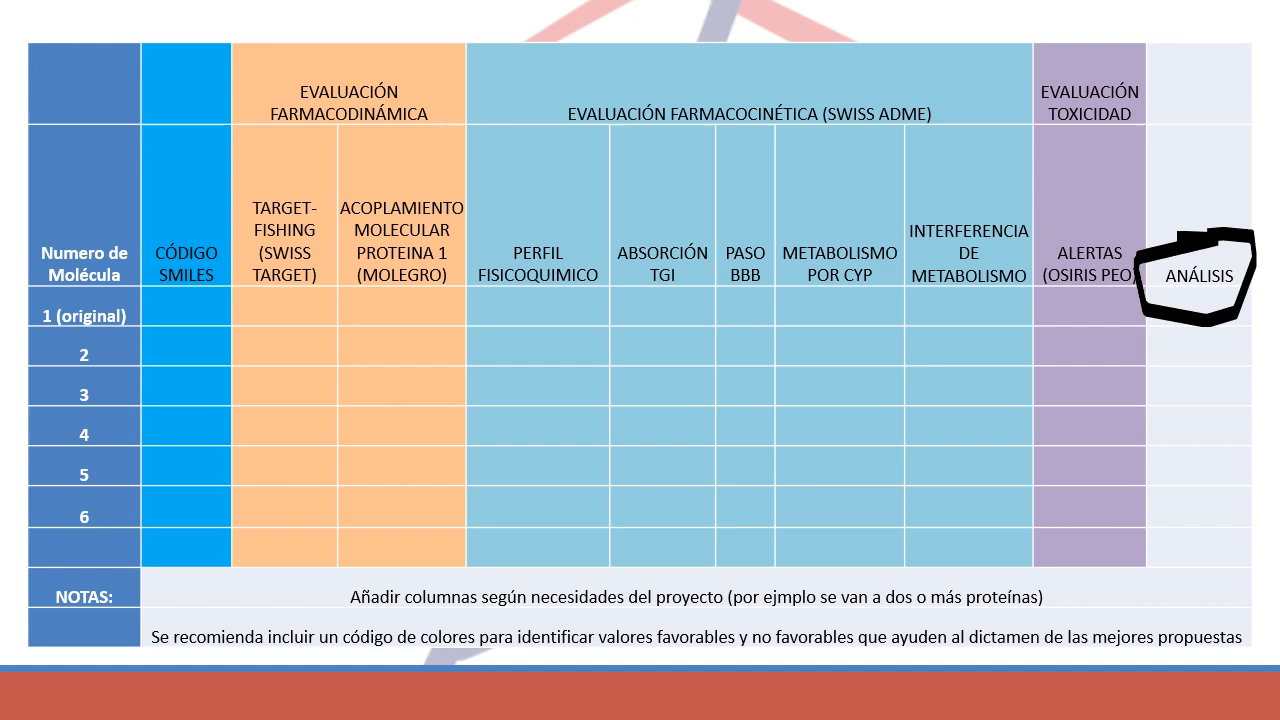 EVALUACIÓN
FARMACODINÁMICA
EVALUACIÓN FARMACOCINÉTICA (SWISS ADME)
EVALUACIÓN
TOXICIDAD
Numero de
Molécula
CÓDIGO
SMILES
TARGET-
FISHING
(SWISS
TARGET)
ACOPLAMIENTO
MOLECULAR
PROTEINA 1
(MOLEGRO)
PERFIL
FISICOQUIMICO
ABSORCIÓN
TGI
PASO
BBB
METABOLISMO
POR CYP
INTERFERENCIA
DE
METABOLISMO
ALERTAS
(OSIRIS PEO)
ANÁLISIS
1 (original)
2
3
4
5
6
NOTAS:
Añadir columnas según necesidades del proyecto (por ejmplo se van a dos o más proteínas)
Se recomienda incluir un código de colores para identificar valores favorables y no favorables que ayuden al dictamen de las mejores propuestas